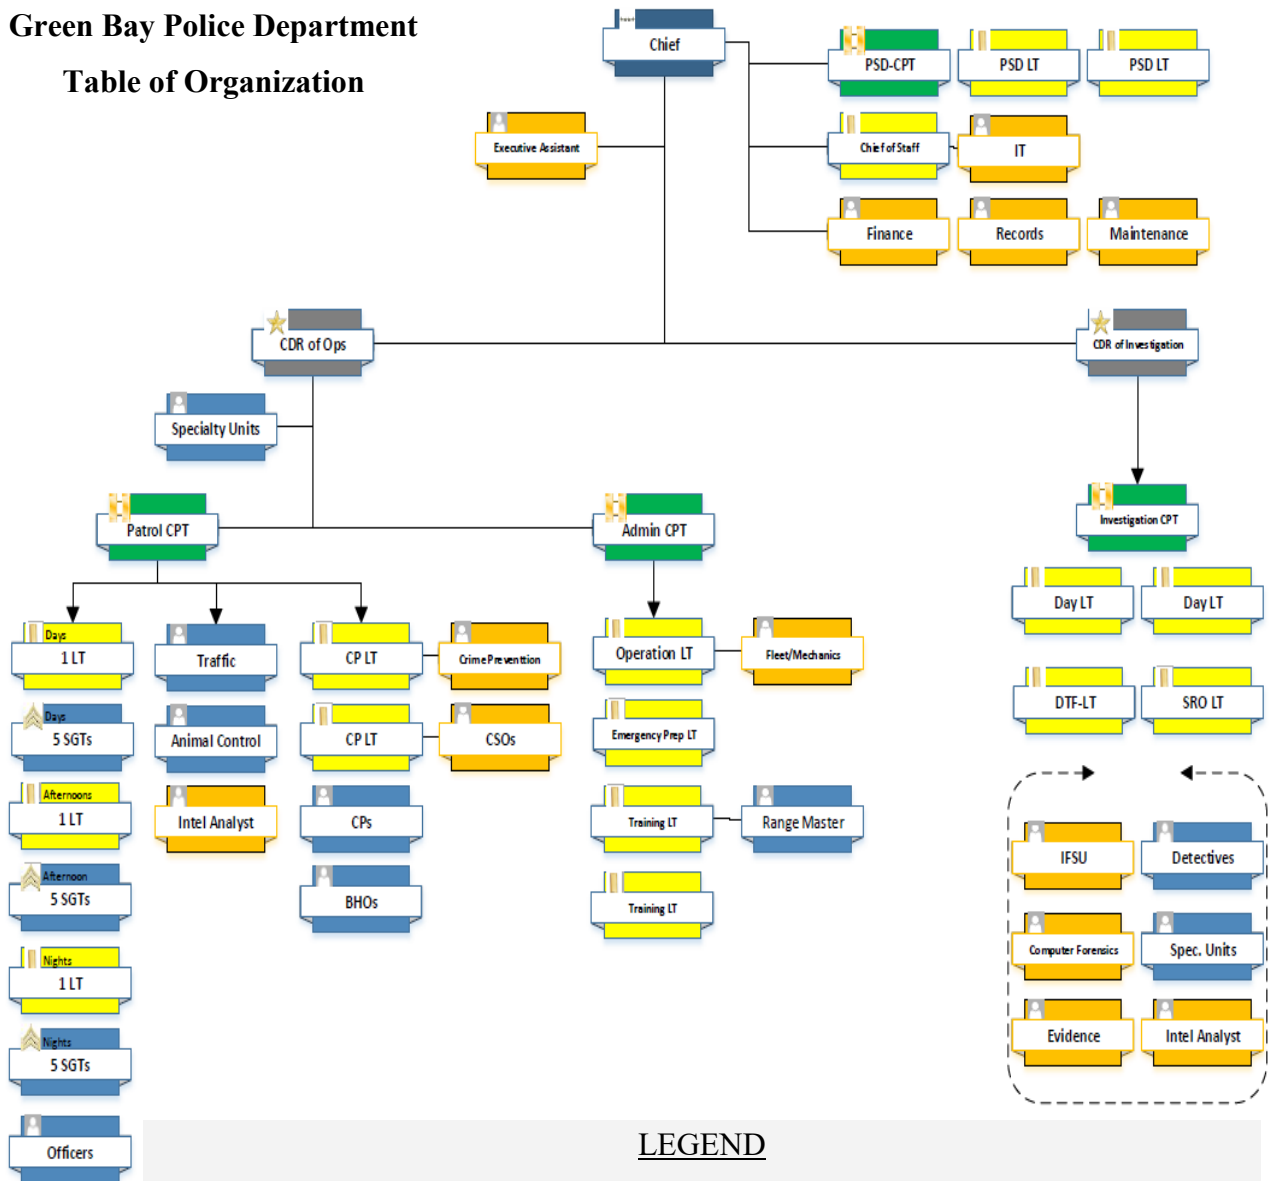 Green Bay Police Department
Table of Organization
Chief
PSD-CPT
PSD LT
PSD LT
Executive Assistant
Chief of Staff
IT
Finance
Records
Maintenance
CDR of Ops
CDR of Investigation
Specialty Units
Patrol CPT
Admin CPT
Investigation CPT
Day LT
Day LT
DTF-LT
SRO LT
Days
1 LT
Traffic
CP LT
Crime Preventtion
Operation LT
Fleet/Mechanics
Days
5 SGTs
Animal Control
CP LT
CSOs
Emergency Prep LT
Afternoons
1 LT
Intel Analyst
CPs
Training LT
Range Master
Afternoon
5 SGTs
BHOs
Training LT
Nights
1 LT
Nights
5 SGTs
Officers
IFSU
Detectives
Computer Forensics
Spec. Units
Evidence
Intel Analyst
LEGEND